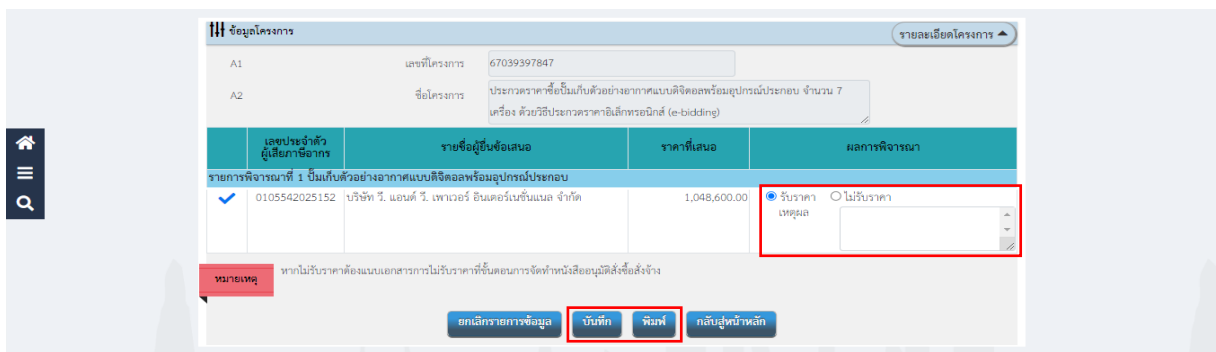 ข้อมูลโครงการ
รายละเอียดโครงการ
A1 เลขที่โครงการ 67039397847
A2 ชื่อโครงการ ประกวดราคาซื้อปั๊มเก็บตัวอย่างอากาศแบบดิจิตอลพร้อมอุปกรณ์ประกอบ จำนวน 7
เครื่อง ด้วยวิธีประกวดราคาอิเล็กทรอนิกส์ (e-bidding)
เลขประจำตัว
ผู้เสียภาษีอากร
รายชื่อผู้ยื่นข้อเสนอ
ราคาที่เสนอ
ผลการพิจารณา
รายการพิจารณาที่ 1 ปั๊มเก็บตัวอย่างอากาศแบบดิจิตอลพร้อมอุปกรณ์ประกอบ
0105542025152 บริษัท วี. แอนด์ วี. เพาเวอร์ อินเตอร์เนชั่นแนล จำกัด 1,048,600.00 รับราคา ไม่รับราคา
เหตุผล
หมายเหตุ
หากไม่รับราคาต้องแนบเอกสารการไม่รับราคาที่ขั้นตอนการจัดทำหนังสืออนุมัติสั่งซื้อสั่งจ้าง
ยกเลิกรายการข้อมูล บันทึก พิมพ์ กลับสู่หน้าหลัก